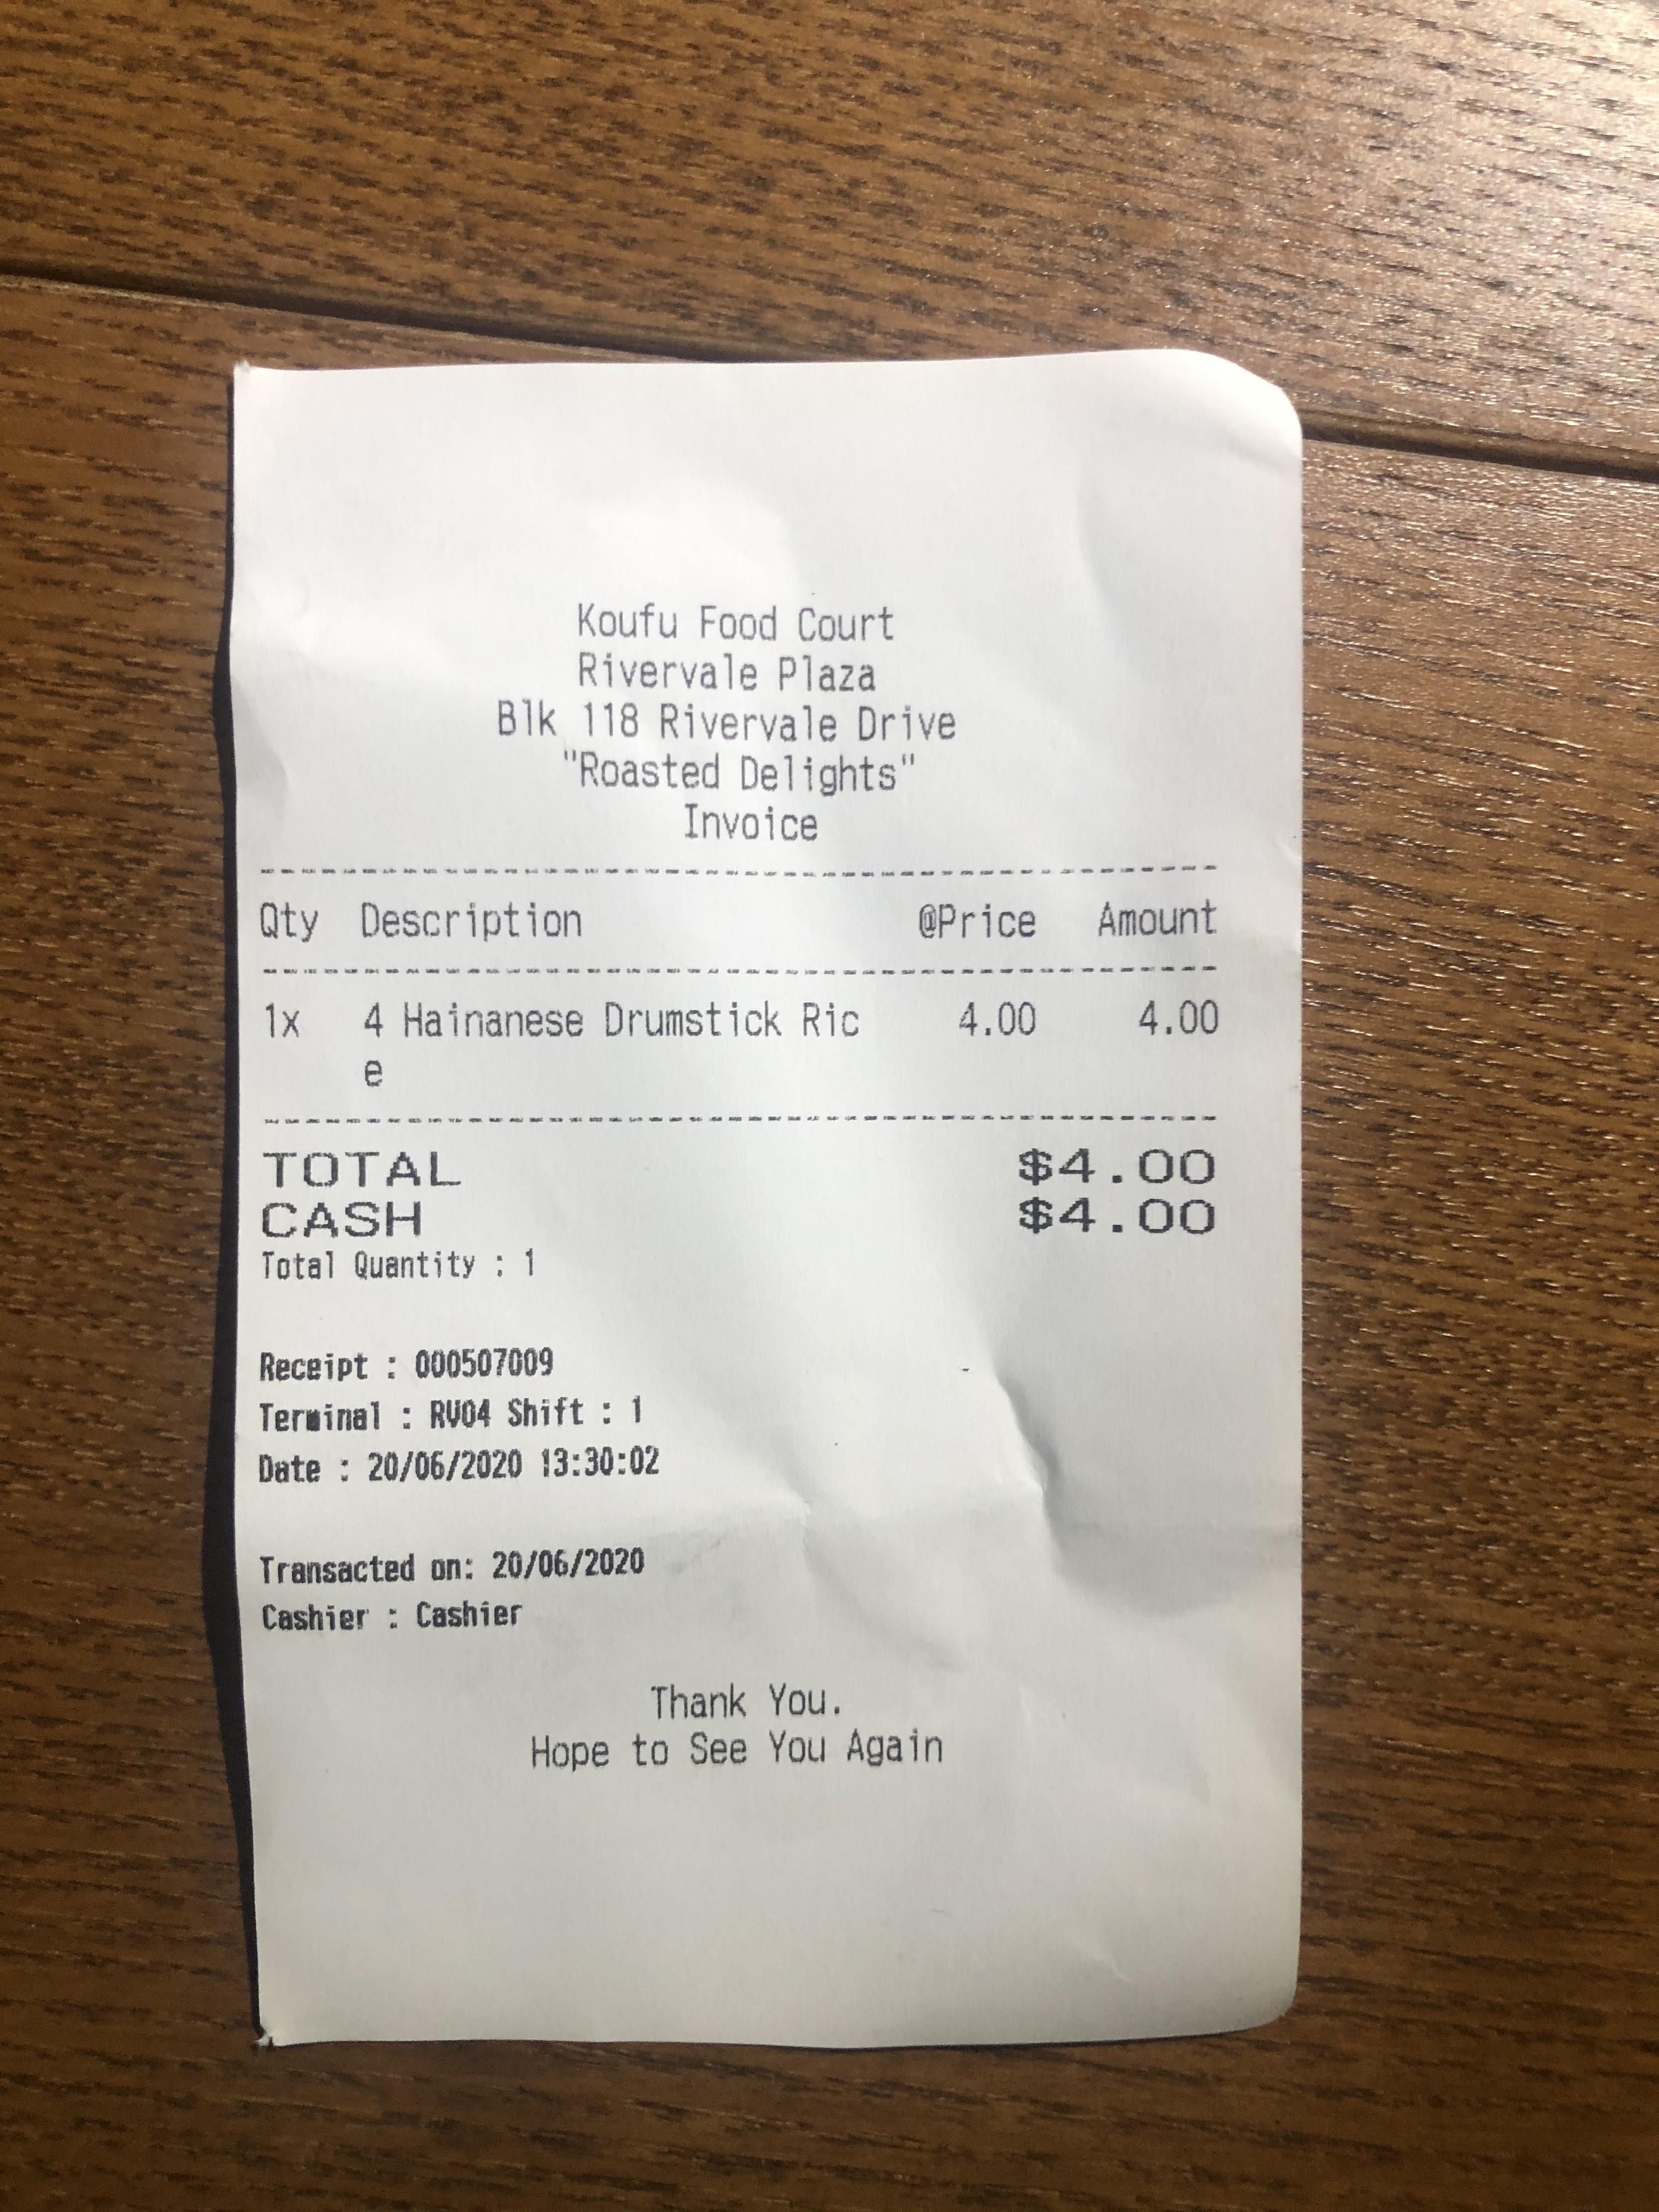 Koufu Food Court
Rivervale Plaza
Blk 118 Rivervale Drive
"Roasted Delights"
Invoice
Qty Description @Price Amount
1x 4 Hainanese Drumstick Ric 4.00 4.00
e
TOTAL $4.00
CASH $4.00
Total Quantity : 1
Receipt : 000507009
Terminal : RV04 Shift : 1
Date : 20/06/2020 13:30:02
Transacted on: 20/06/2020
Cashier : Cashier
Thank You.
Hope to See You Again